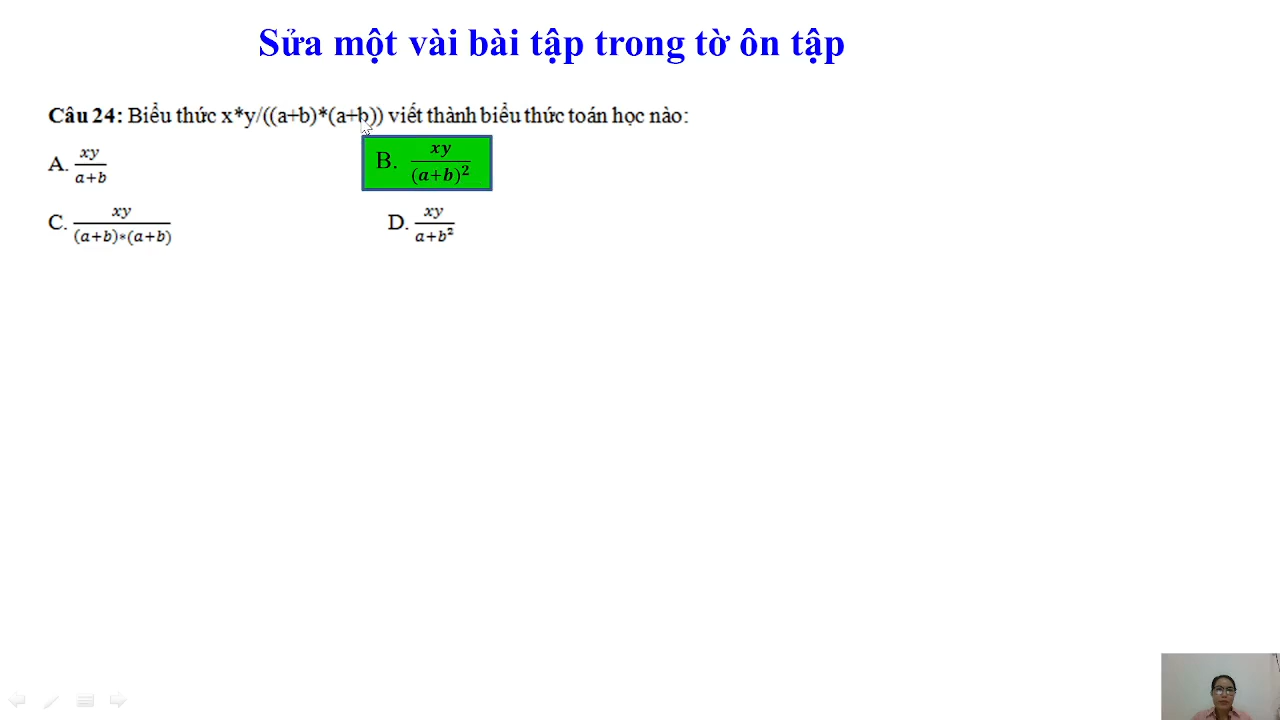 Sửa một vài bài tập trong tờ ôn tập
Câu 24: Biểu thức x*y/((a+b)*(a+b)) viết thành biểu thức toán học nào:
A. xy/(a+b) B. xy/(a+b)²
C. xy/((a+b)*(a+b)) D. xy/(a+b²)